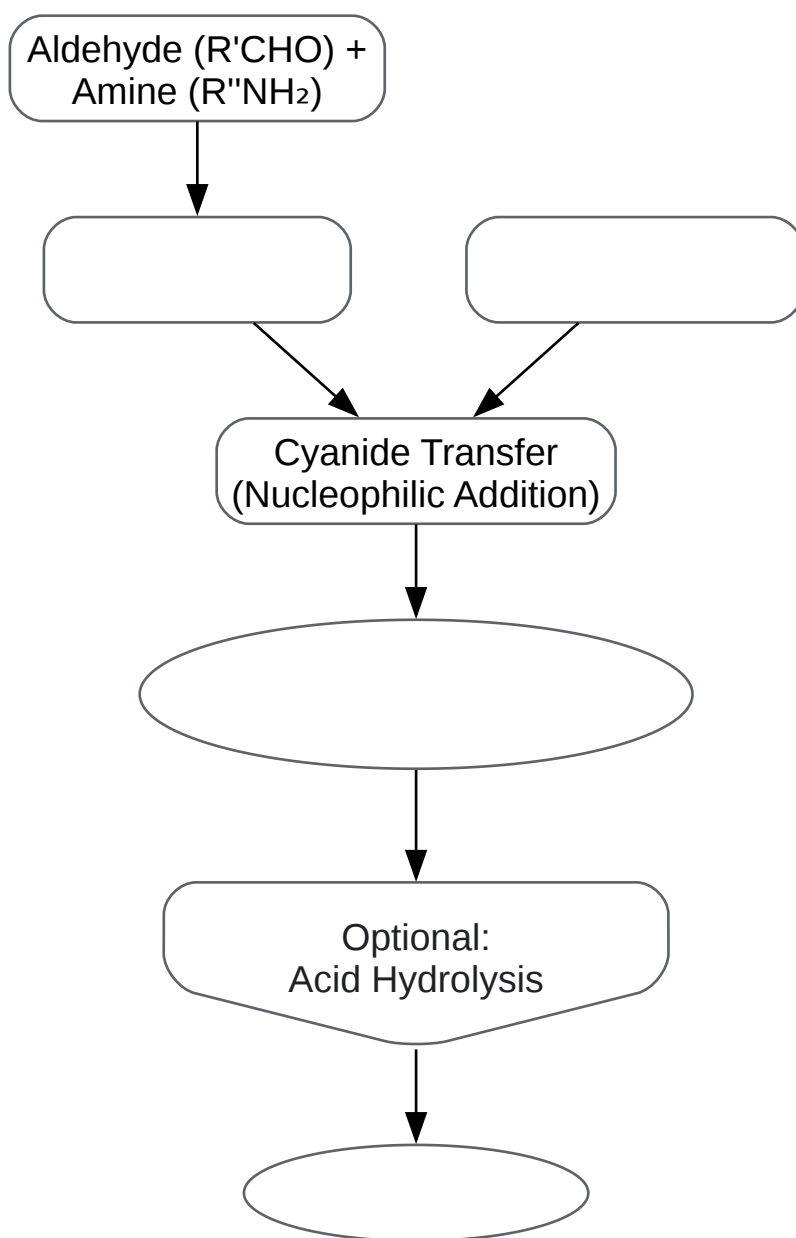 Aldehyde (R'CHO) +
Amine (R''NH₂)
Cyanide Transfer
(Nucleophilic Addition)
Optional:
Acid Hydrolysis